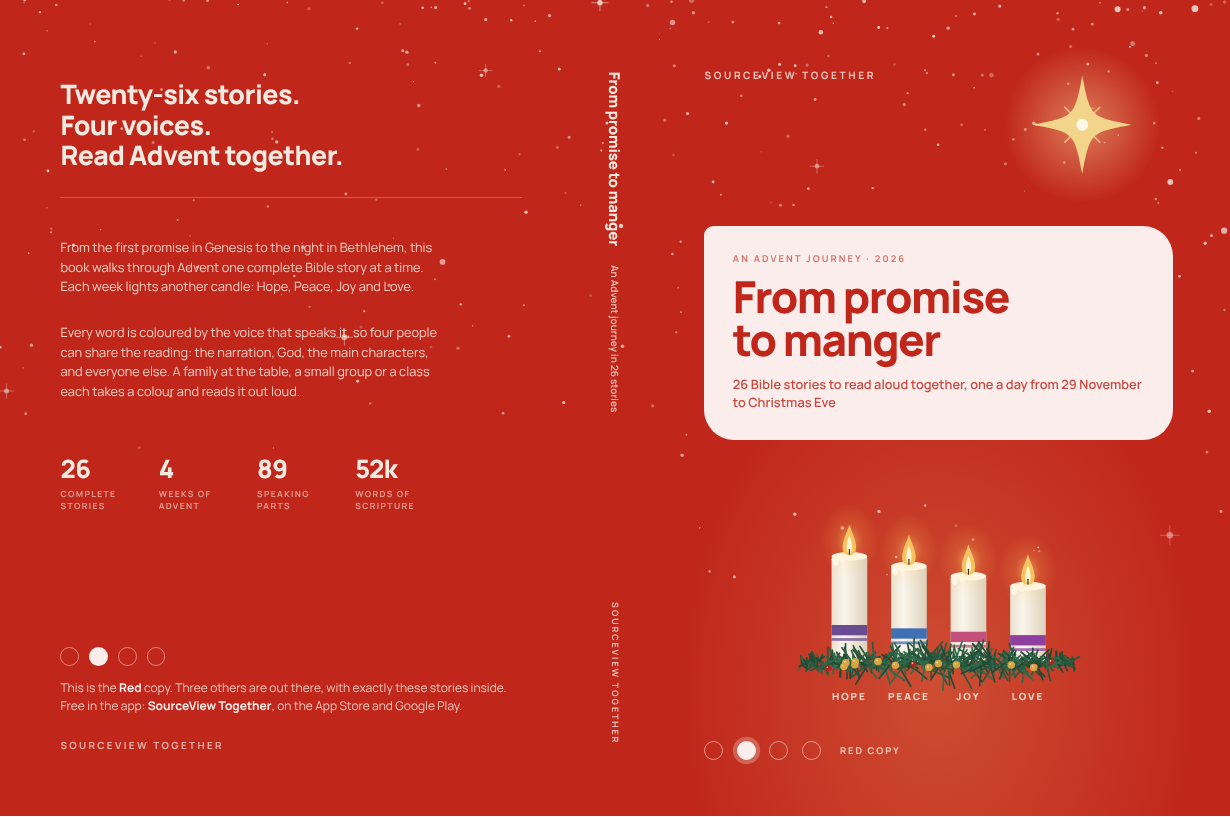 Twenty-six stories.
Four voices.
Read Advent together.
From the first promise in Genesis to the night in Bethlehem, this
book walks through Advent one complete Bible story at a time.
Each week lights another candle: Hope, Peace, Joy and Love.
Every word is coloured by the voice that speaks it, so four people
can share the reading: the narration, God, the main characters,
and everyone else. A family at the table, a small group or a class
each takes a colour and reads it out loud.
26
COMPLETE
STORIES
4
WEEKS OF
ADVENT
89
SPEAKING
PARTS
52k
WORDS OF
SCRIPTURE
This is the Red copy. Three others are out there, with exactly these stories inside.
Free in the app: SourceView Together, on the App Store and Google Play.
SOURCEVIEW TOGETHER
From promise to manger
An Advent journey in 26 stories
SOURCEVIEW TOGETHER
SOURCEVIEW TOGETHER
AN ADVENT JOURNEY · 2026
From promise
to manger
26 Bible stories to read aloud together, one a day from 29 November
to Christmas Eve
HOPE PEACE JOY LOVE
RED COPY